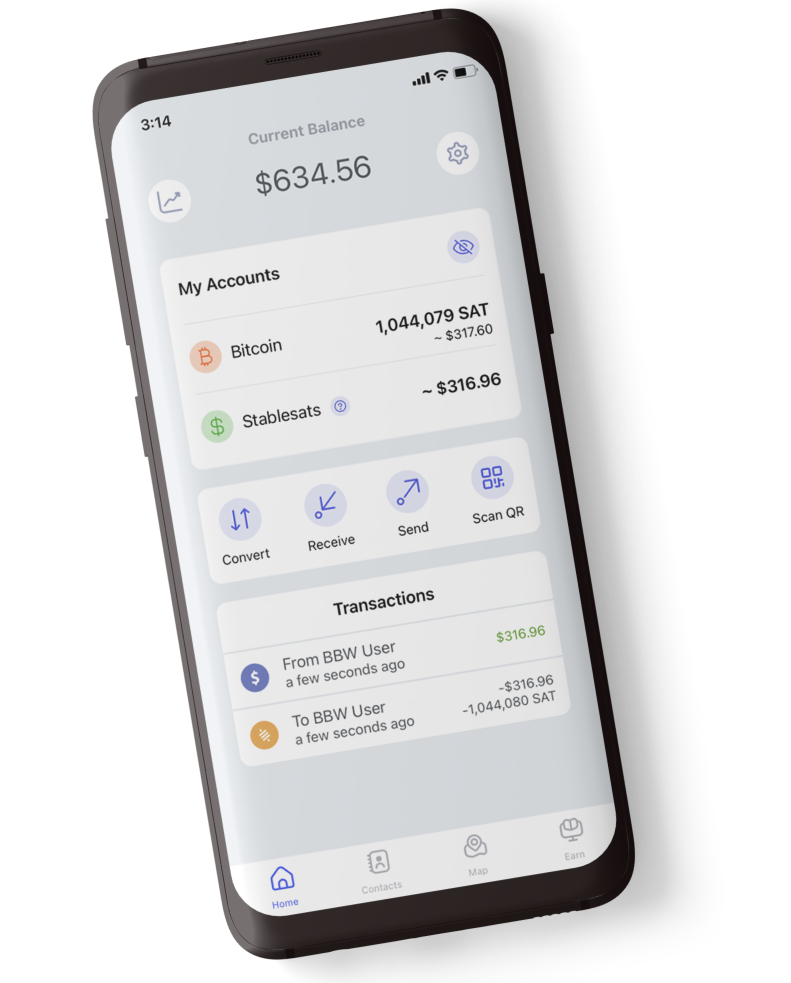 3:14
Current Balance
$634.56
My Accounts
Bitcoin
1,044,079 SAT
~ $317.60
Stablesats
~ $316.96
Convert
Receive
Send
Scan QR
Transactions
From BBW User
a few seconds ago
$316.96
To BBW User
a few seconds ago
-$316.96
-1,044,080 SAT
Home
Contacts
Map
Earn